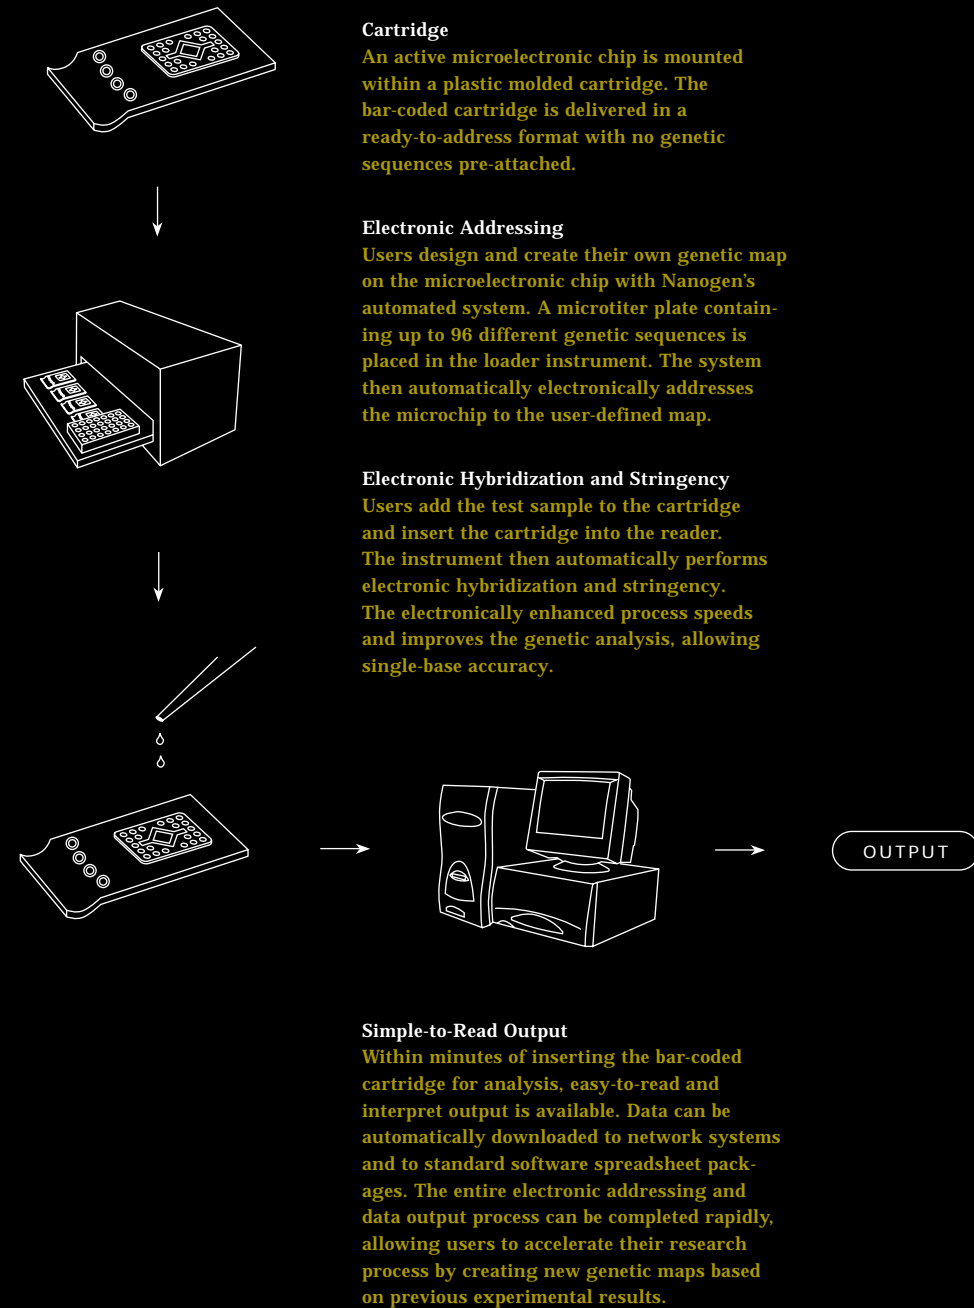 Cartridge
An active microelectronic chip is mounted
within a plastic molded cartridge. The
bar-coded cartridge is delivered in a
ready-to-address format with no genetic
sequences pre-attached.
Electronic Addressing
Users design and create their own genetic map
on the microelectronic chip with Nanogen's
automated system. A microtiter plate contain-
ing up to 96 different genetic sequences is
placed in the loader instrument. The system
then automatically electronically addresses
the microchip to the user-defined map.
Electronic Hybridization and Stringency
Users add the test sample to the cartridge
and insert the cartridge into the reader.
The instrument then automatically performs
electronic hybridization and stringency.
The electronically enhanced process speeds
and improves the genetic analysis, allowing
single-base accuracy.
OUTPUT
Simple-to-Read Output
Within minutes of inserting the bar-coded
cartridge for analysis, easy-to-read and
interpret output is available. Data can be
automatically downloaded to network systems
and to standard software spreadsheet pack-
ages. The entire electronic addressing and
data output process can be completed rapidly,
allowing users to accelerate their research
process by creating new genetic maps based
on previous experimental results.